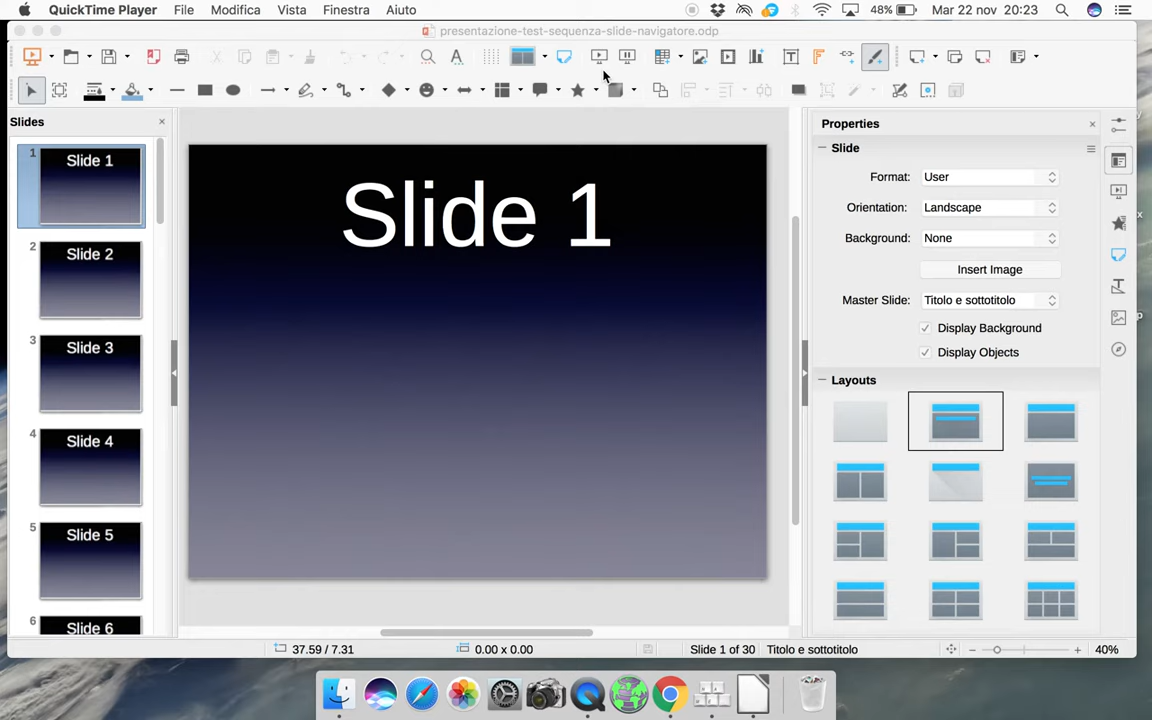 QuickTime Player File Modifica Vista Finestra Aiuto 48% Mar 22 nov 20:23
presentazione-test-sequenza-slide-navigatore.odp
Slides
1
Slide 1
2
Slide 2
3
Slide 3
4
Slide 4
5
Slide 5
6
Slide 6
Slide 1
Properties
Slide
Format: User
Orientation: Landscape
Background: None
Insert Image
Master Slide: Titolo e sottotitolo
Display Background
Display Objects
Layouts
37.59 / 7.31 0.00 x 0.00 Slide 1 of 30 Titolo e sottotitolo 40%